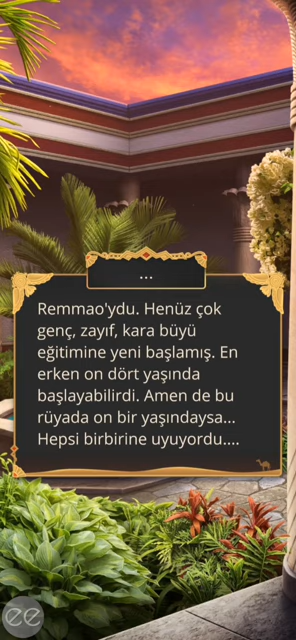 ...
Remmao'ydu. Henüz çok
genç, zayıf, kara büyü
eğitimine yeni başlamış. En
erken on dört yaşında
başlayabilirdi. Amen de bu
rüyada on bir yaşındaysa...
Hepsi birbirine uyuyordu....
ee